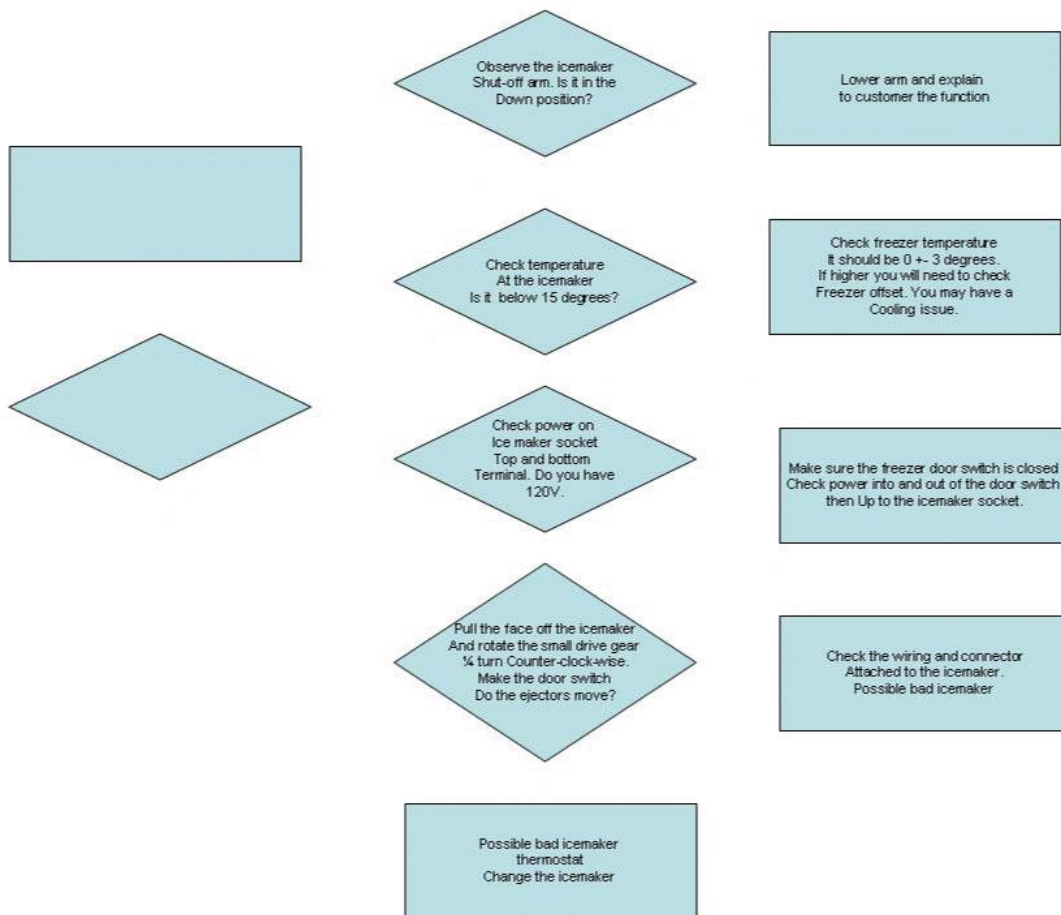 Observe the icemaker
Shut-off arm. Is it in the
Down position?
Lower arm and explain
to customer the function
Check temperature
At the icemaker
Is it below 15 degrees?
Check freezer temperature
It should be 0 +- 3 degrees.
If higher you will need to check
Freezer offset. You may have a
Cooling issue.
Check power on
Ice maker socket
Top and bottom
Terminal. Do you have
120V.
Make sure the freezer door switch is closed
Check power into and out of the door switch
then Up to the icemaker socket.
Pull the face off the icemaker
And rotate the small drive gear
¼ turn Counter-clock-wise.
Make the door switch
Do the ejectors move?
Check the wiring and connector
Attached to the icemaker.
Possible bad icemaker
Possible bad icemaker
thermostat
Change the icemaker